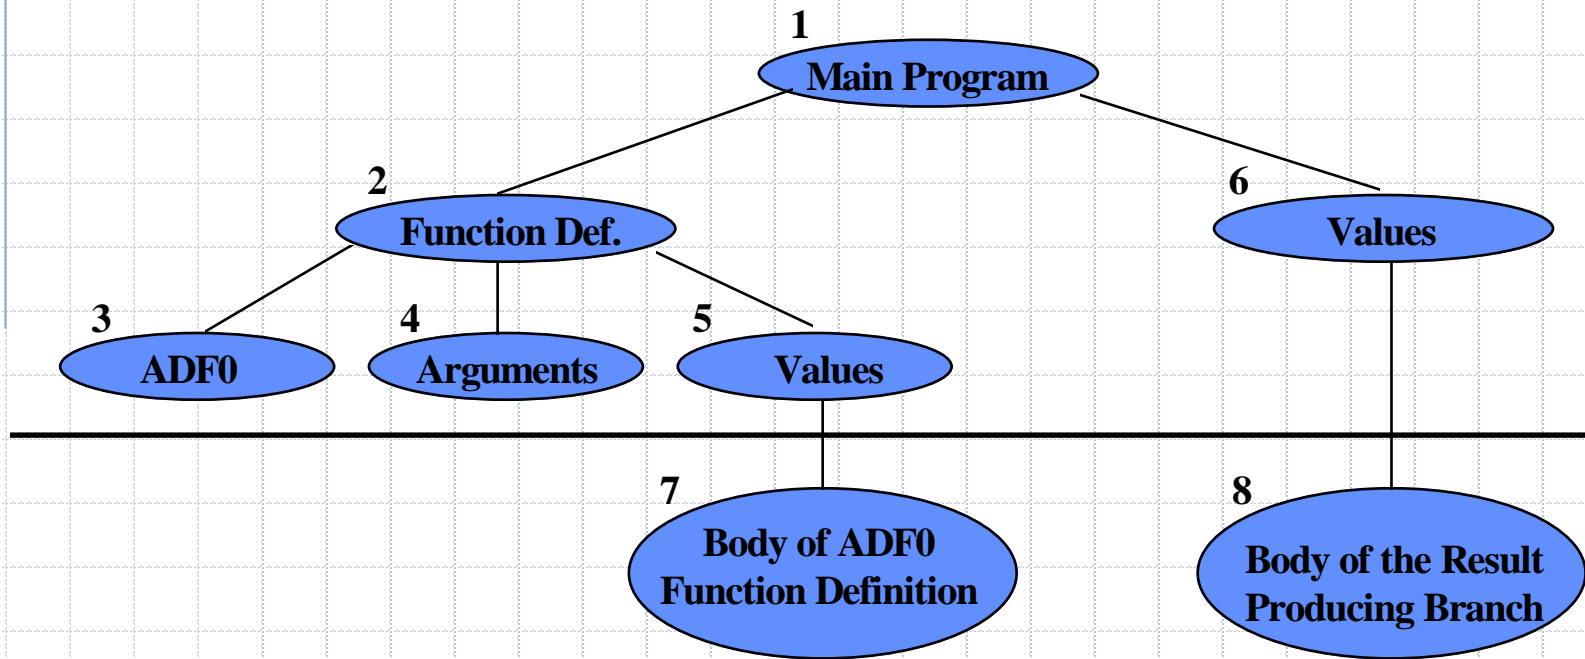 1
Main Program
2
Function Def.
6
Values
3
ADF0
4
Arguments
5
Values
7
Body of ADF0
Function Definition
8
Body of the Result
Producing Branch